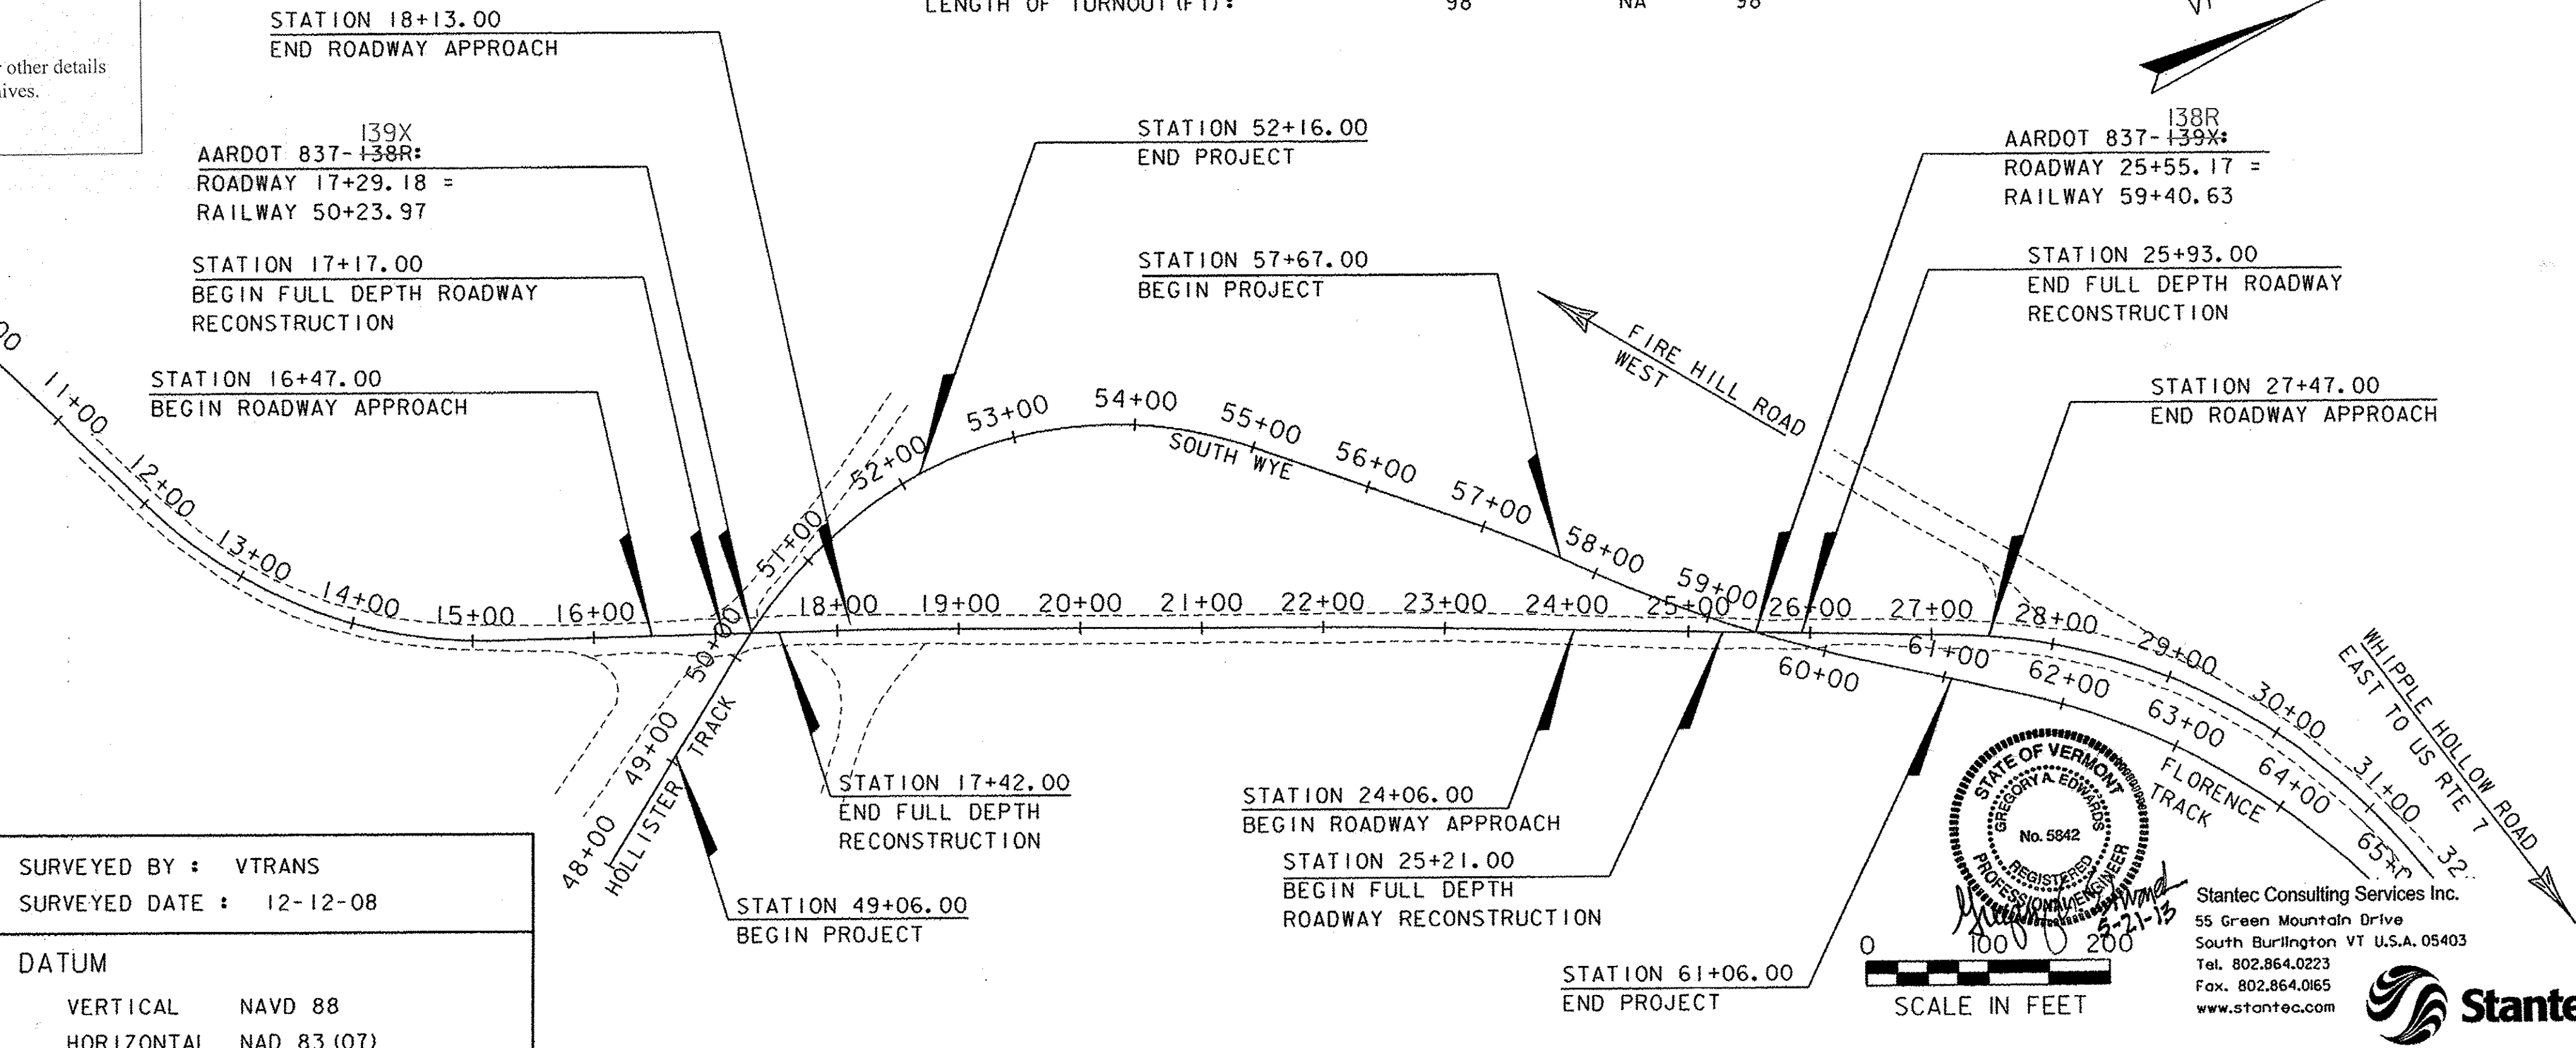 LENGTH OF TURNOUT (FT): 98 NA 98
other details
STATION 18+13.00
END ROADWAY APPROACH
139X
AARDOT 837-138R:
ROADWAY 17+29.18 =
RAILWAY 50+23.97
STATION 17+17.00
BEGIN FULL DEPTH ROADWAY
RECONSTRUCTION
STATION 16+47.00
BEGIN ROADWAY APPROACH
STATION 52+16.00
END PROJECT
STATION 57+67.00
BEGIN PROJECT
138R
AARDOT 837-139X:
ROADWAY 25+55.17 =
RAILWAY 59+40.63
STATION 25+93.00
END FULL DEPTH ROADWAY
RECONSTRUCTION
STATION 27+47.00
END ROADWAY APPROACH
FIRE HILL ROAD
WEST
11+00
12+00
13+00
14+00
15+00
16+00
18+00
19+00
20+00
21+00
22+00
23+00
24+00
25+00
26+00
27+00
28+00
29+00
30+00
31+00
48+00
49+00
50+00
51+00
52+00
53+00
54+00
55+00
56+00
57+00
58+00
59+00
60+00
61+00
62+00
63+00
64+00
SOUTH WYE
HOLLISTER TRACK
FLORENCE
TRACK
WHIPPLE HOLLOW ROAD
EAST TO US RTE 7
STATION 17+42.00
END FULL DEPTH
RECONSTRUCTION
STATION 49+06.00
BEGIN PROJECT
STATION 24+06.00
BEGIN ROADWAY APPROACH
STATION 25+21.00
BEGIN FULL DEPTH
ROADWAY RECONSTRUCTION
STATION 61+06.00
END PROJECT
STATE OF VERMONT
GREGORY A. EDWARDS
No. 5842
REGISTERED
PROFESSIONAL ENGINEER
5-21-13
0 100 200
SCALE IN FEET
Stantec Consulting Services Inc.
55 Green Mountain Drive
South Burlington VT U.S.A. 05403
Tel. 802.864.0223
Fax. 802.864.0165
www.stantec.com
SURVEYED BY : VTRANS
SURVEYED DATE : 12-12-08
DATUM
VERTICAL NAVD 88
HORIZONTAL NAD 83 (07)